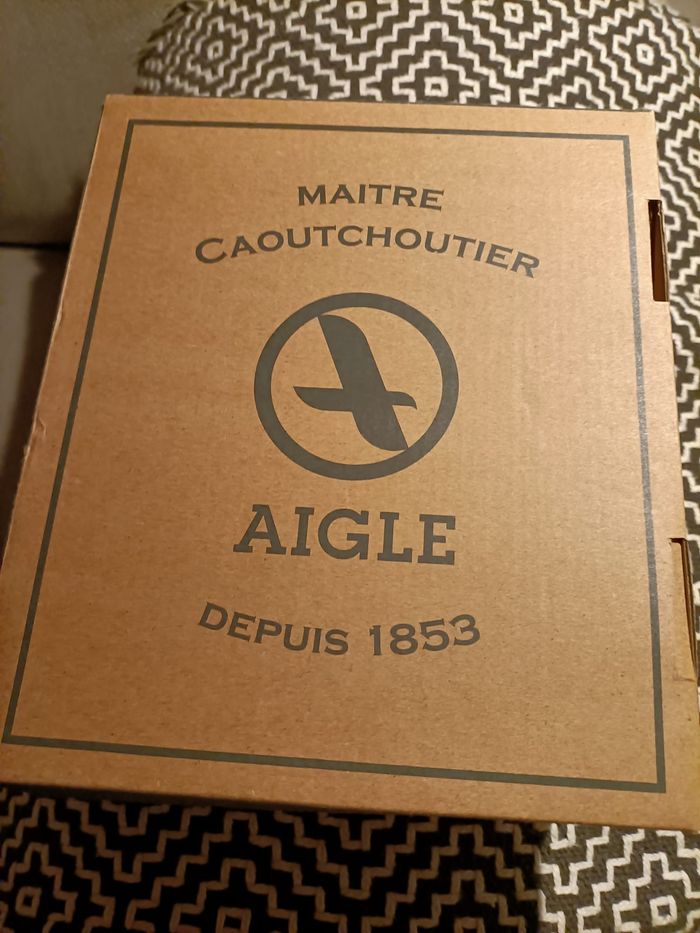 MAITRE
CAOUTCHOUTIER
AIGLE
DEPUIS 1853